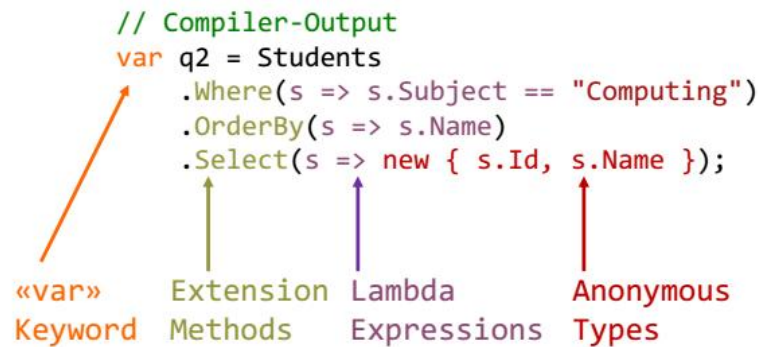 // Compiler-Output
var q2 = Students
.Where(s => s.Subject == "Computing")
.OrderBy(s => s.Name)
.Select(s => new { s.Id, s.Name });
«var» Extension Lambda Anonymous
Keyword Methods Expressions Types